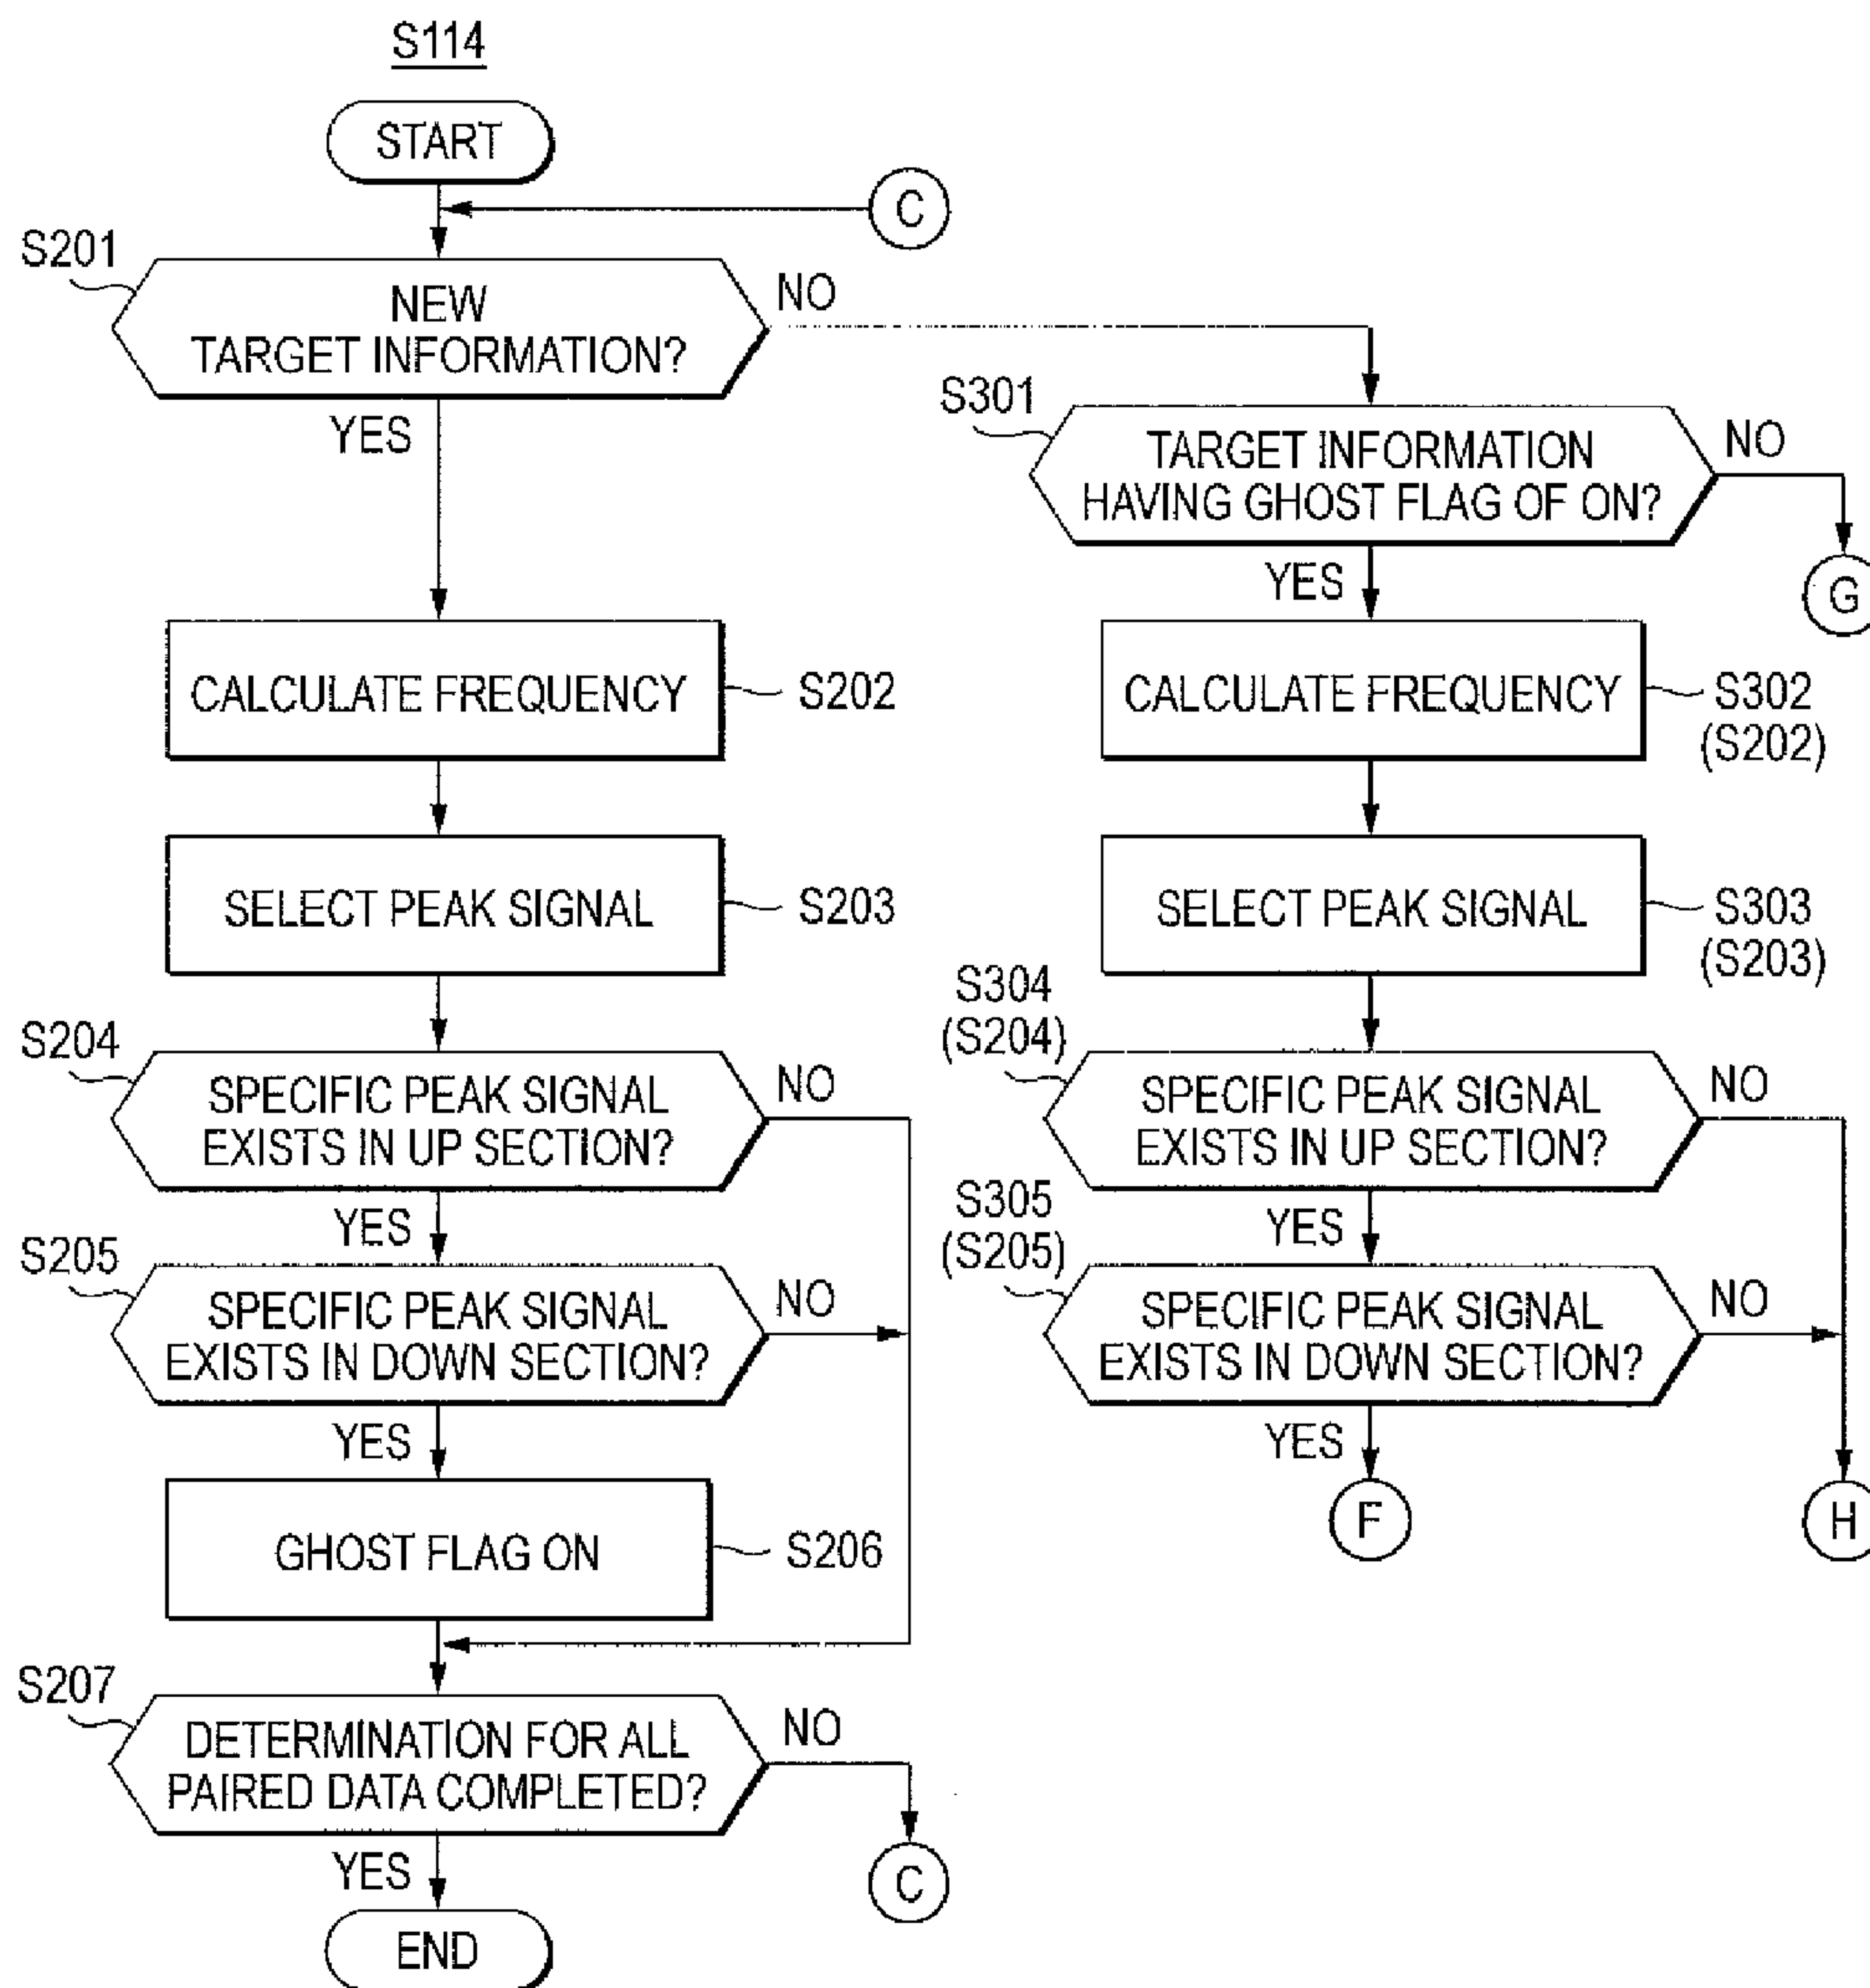 S114
START
C
S201
NEW
TARGET INFORMATION?
NO
YES
S301
TARGET INFORMATION
HAVING GHOST FLAG OF ON?
NO
YES
G
CALCULATE FREQUENCY
S202
CALCULATE FREQUENCY
S302
(S202)
SELECT PEAK SIGNAL
S203
SELECT PEAK SIGNAL
S303
(S203)
S204
SPECIFIC PEAK SIGNAL
EXISTS IN UP SECTION?
NO
YES
S304
(S204)
SPECIFIC PEAK SIGNAL
EXISTS IN UP SECTION?
NO
YES
S205
SPECIFIC PEAK SIGNAL
EXISTS IN DOWN SECTION?
NO
YES
S305
(S205)
SPECIFIC PEAK SIGNAL
EXISTS IN DOWN SECTION?
NO
YES
F
H
GHOST FLAG ON
S206
S207
DETERMINATION FOR ALL
PAIRED DATA COMPLETED?
NO
YES
C
END